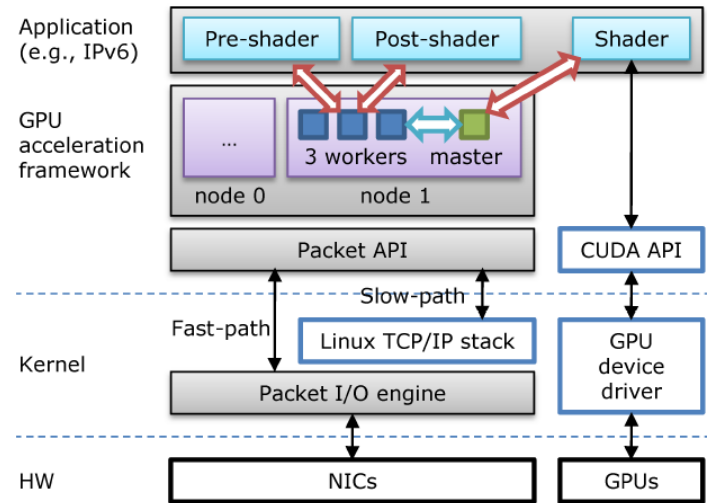 Application
(e.g., IPv6)
Pre-shader
Post-shader
Shader
GPU
acceleration
framework
...
3 workers
master
node 0
node 1
Packet API
CUDA API
Slow-path
Fast-path
Kernel
Linux TCP/IP stack
GPU
device
driver
Packet I/O engine
HW
NICs
GPUs